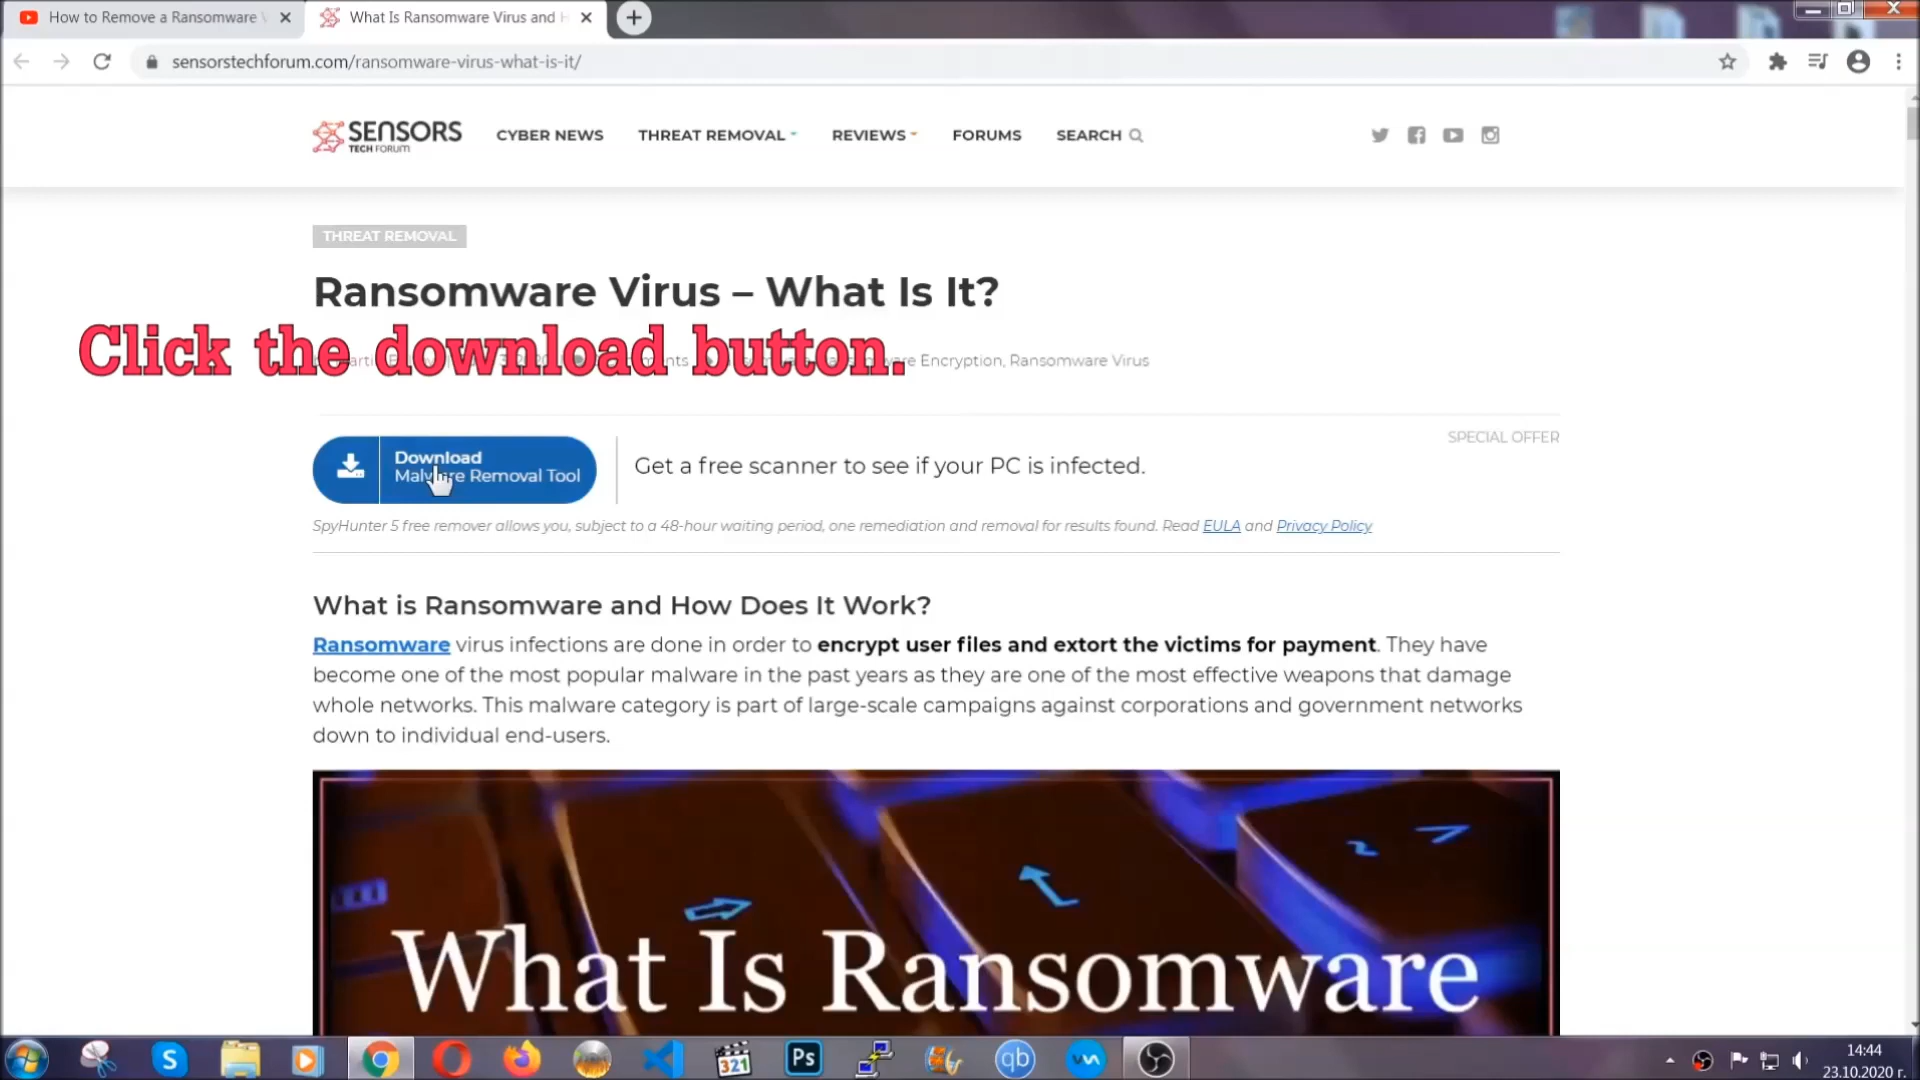 How to Remove a Ransomware
What Is Ransomware Virus and
sensorstechforum.com/ransomware-virus-what-is-it/
SENSORS
TECH FORUM
CYBER NEWS
THREAT REMOVAL
REVIEWS
FORUMS
SEARCH
THREAT REMOVAL
Ransomware Virus – What Is It?
Click the download button.
Encryption, Ransomware Virus
SPECIAL OFFER
Download
Malware Removal Tool
Get a free scanner to see if your PC is infected.
SpyHunter 5 free remover allows you, subject to a 48-hour waiting period, one remediation and removal for results found. Read EULA and Privacy Policy
What is Ransomware and How Does It Work?
Ransomware virus infections are done in order to encrypt user files and extort the victims for payment. They have
become one of the most popular malware in the past years as they are one of the most effective weapons that damage
whole networks. This malware category is part of large-scale campaigns against corporations and government networks
down to individual end-users.
What Is Ransomware
S
321
Ps
qb
14:44
23.10.2020 г.